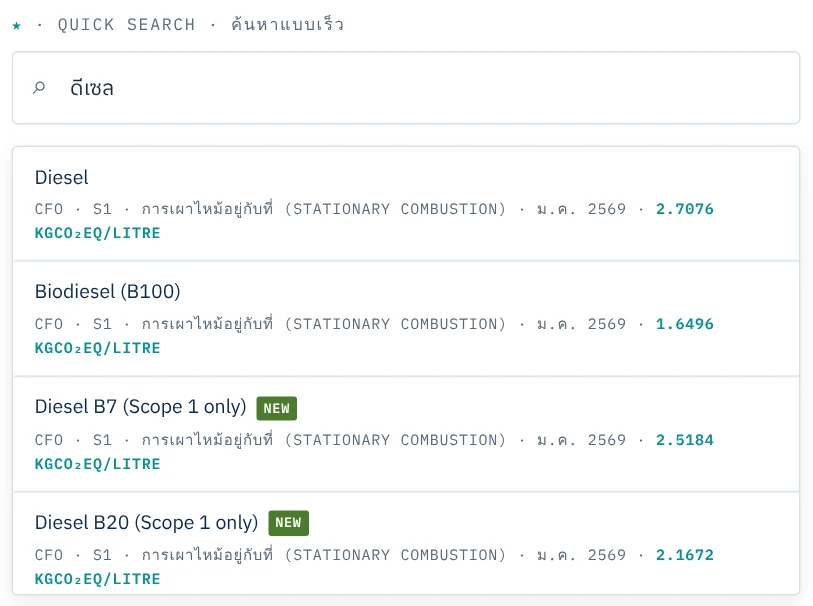 ★ · QUICK SEARCH · ค้นหาแบบเร็ว
ดีเซล
Diesel
CFO · S1 · การเผาไหม้อยู่กับที่ (STATIONARY COMBUSTION) · ม.ค. 2569 · 2.7076
KGCO₂EQ/LITRE
Biodiesel (B100)
CFO · S1 · การเผาไหม้อยู่กับที่ (STATIONARY COMBUSTION) · ม.ค. 2569 · 1.6496
KGCO₂EQ/LITRE
Diesel B7 (Scope 1 only) NEW
CFO · S1 · การเผาไหม้อยู่กับที่ (STATIONARY COMBUSTION) · ม.ค. 2569 · 2.5184
KGCO₂EQ/LITRE
Diesel B20 (Scope 1 only) NEW
CFO · S1 · การเผาไหม้อยู่กับที่ (STATIONARY COMBUSTION) · ม.ค. 2569 · 2.1672
KGCO₂EQ/LITRE